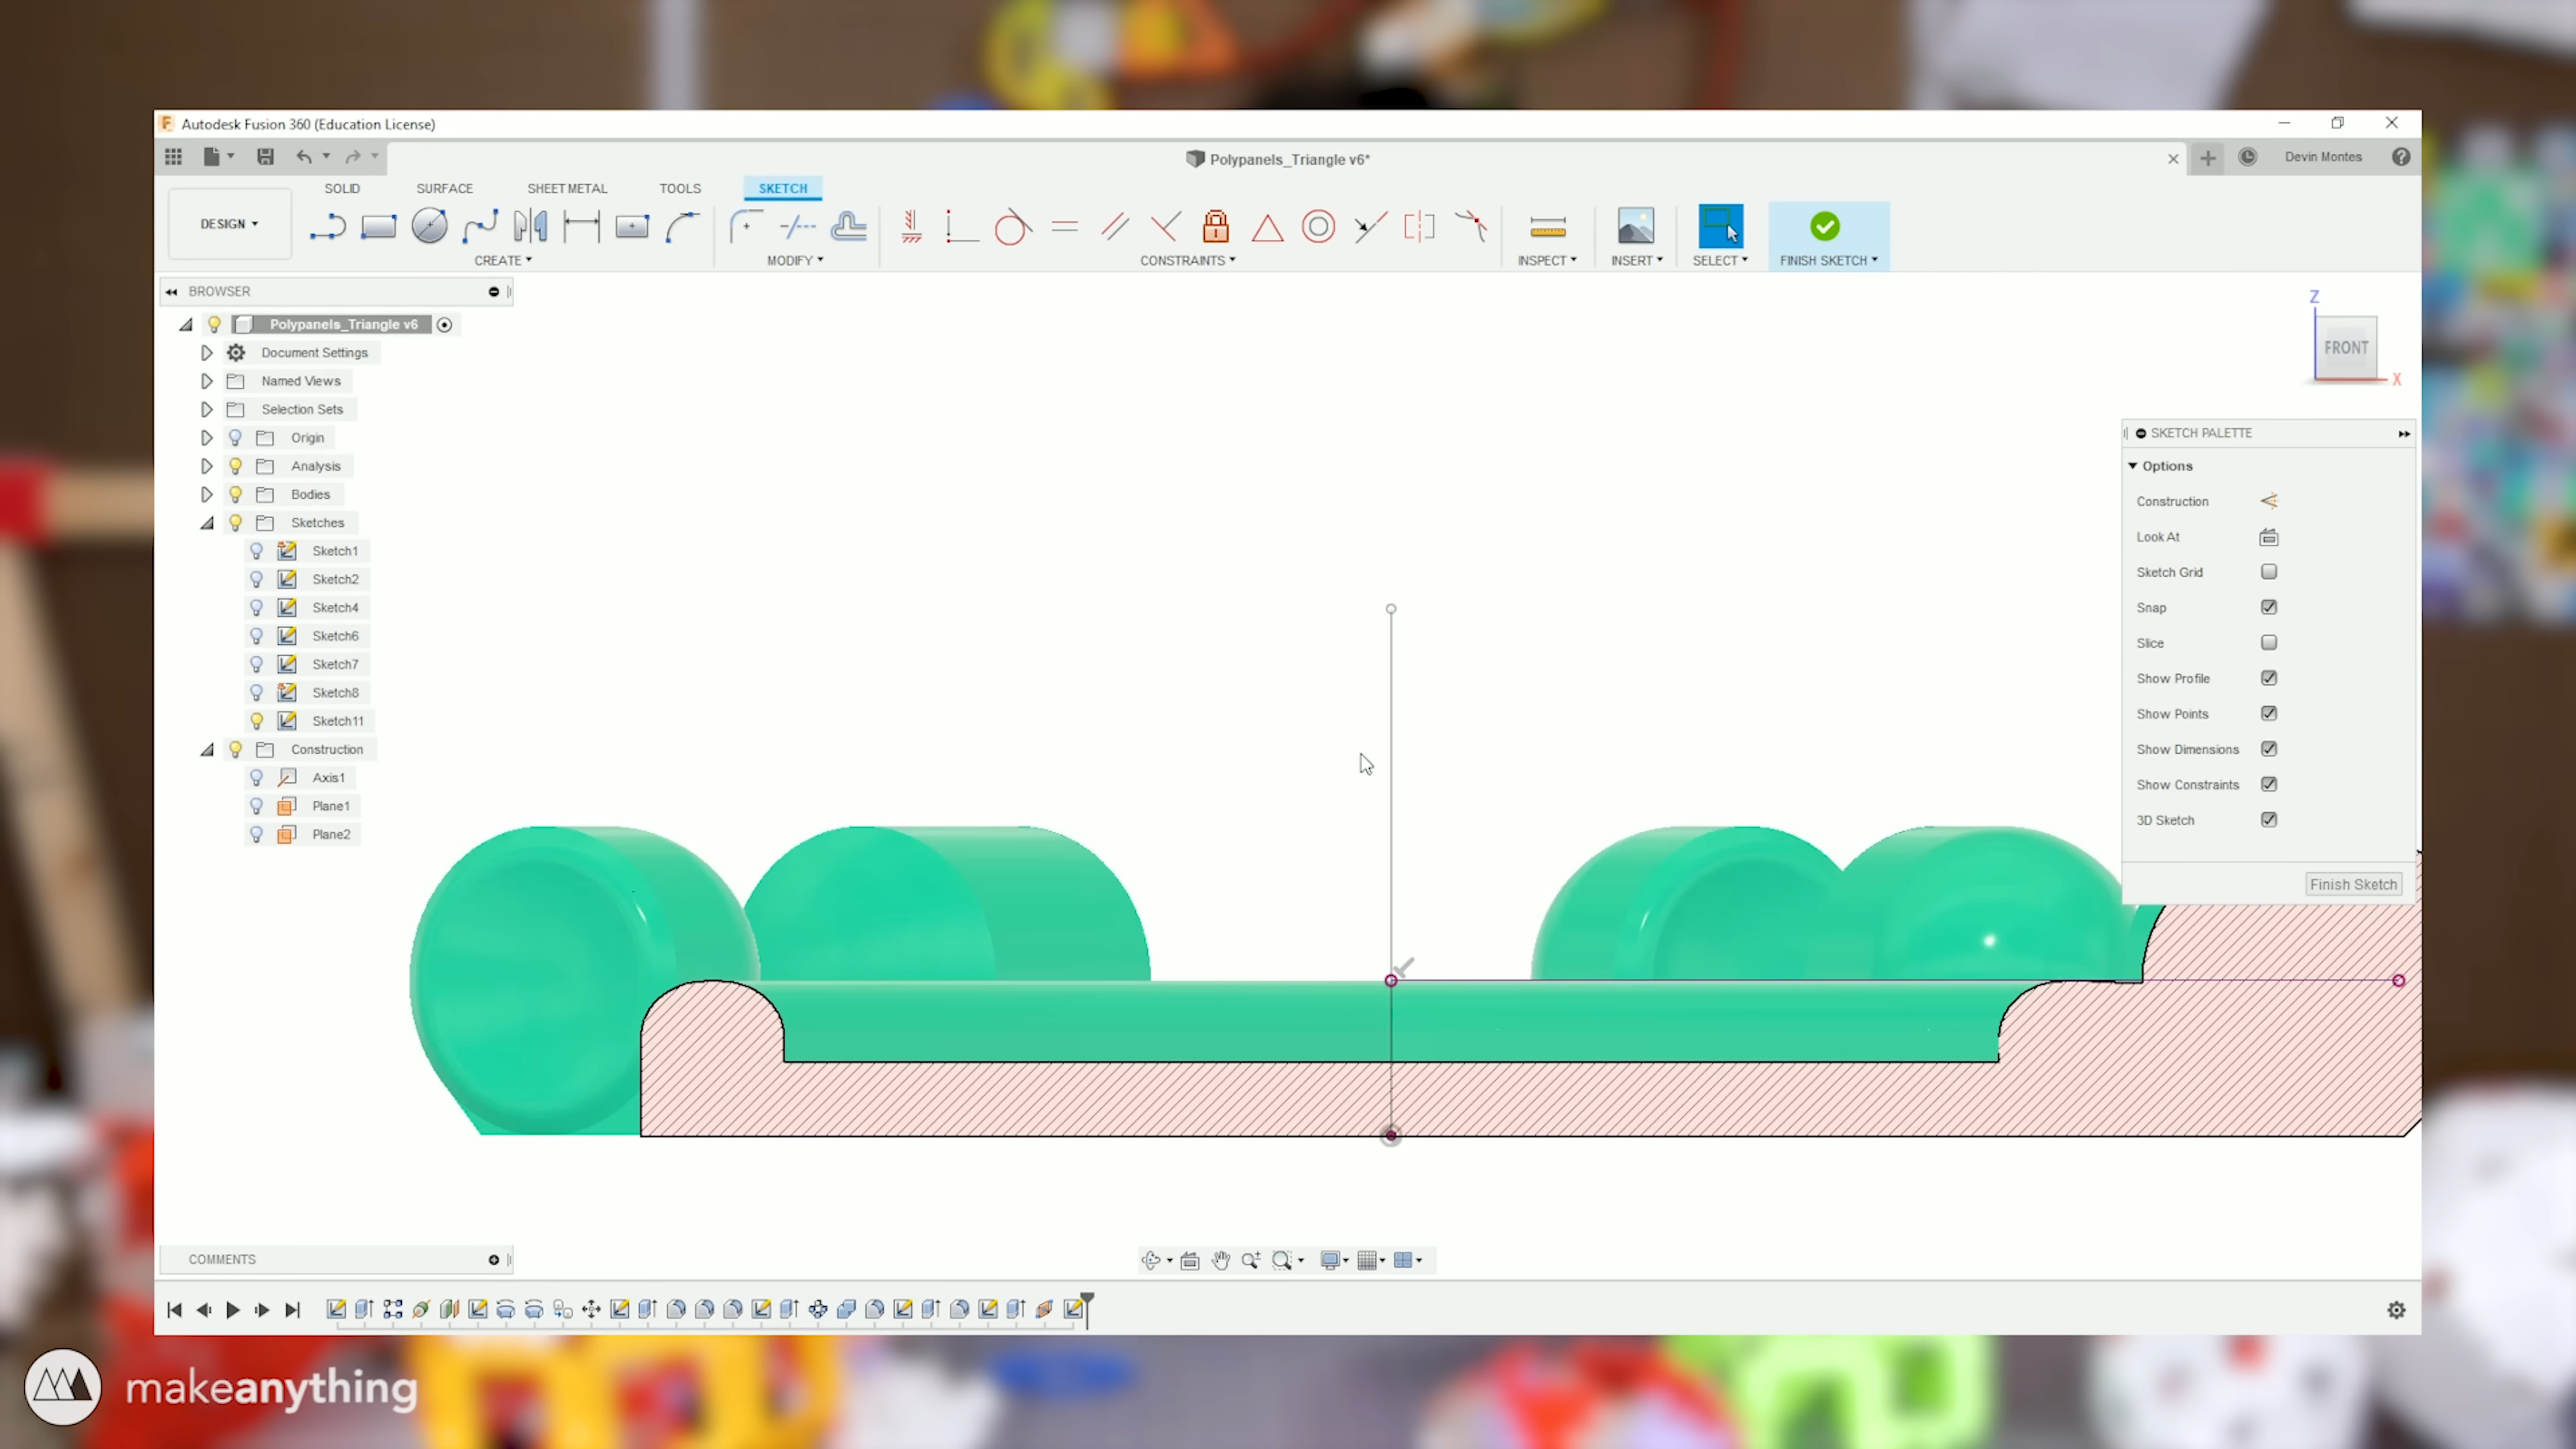 F Autodesk Fusion 360 (Education License)
Polypanels_Triangle v6*
Devin Montes
SOLID SURFACE SHEET METAL TOOLS SKETCH
DESIGN
CREATE MODIFY CONSTRAINTS INSPECT INSERT SELECT FINISH SKETCH
BROWSER
Polypanels_Triangle v6
Document Settings
Named Views
Selection Sets
Origin
Analysis
Bodies
Sketches
Sketch1
Sketch2
Sketch4
Sketch6
Sketch7
Sketch8
Sketch11
Construction
Axis1
Plane1
Plane2
Z
FRONT
X
SKETCH PALETTE
Options
Construction
Look At
Sketch Grid
Snap
Slice
Show Profile
Show Points
Show Dimensions
Show Constraints
3D Sketch
Finish Sketch
COMMENTS
makeanything